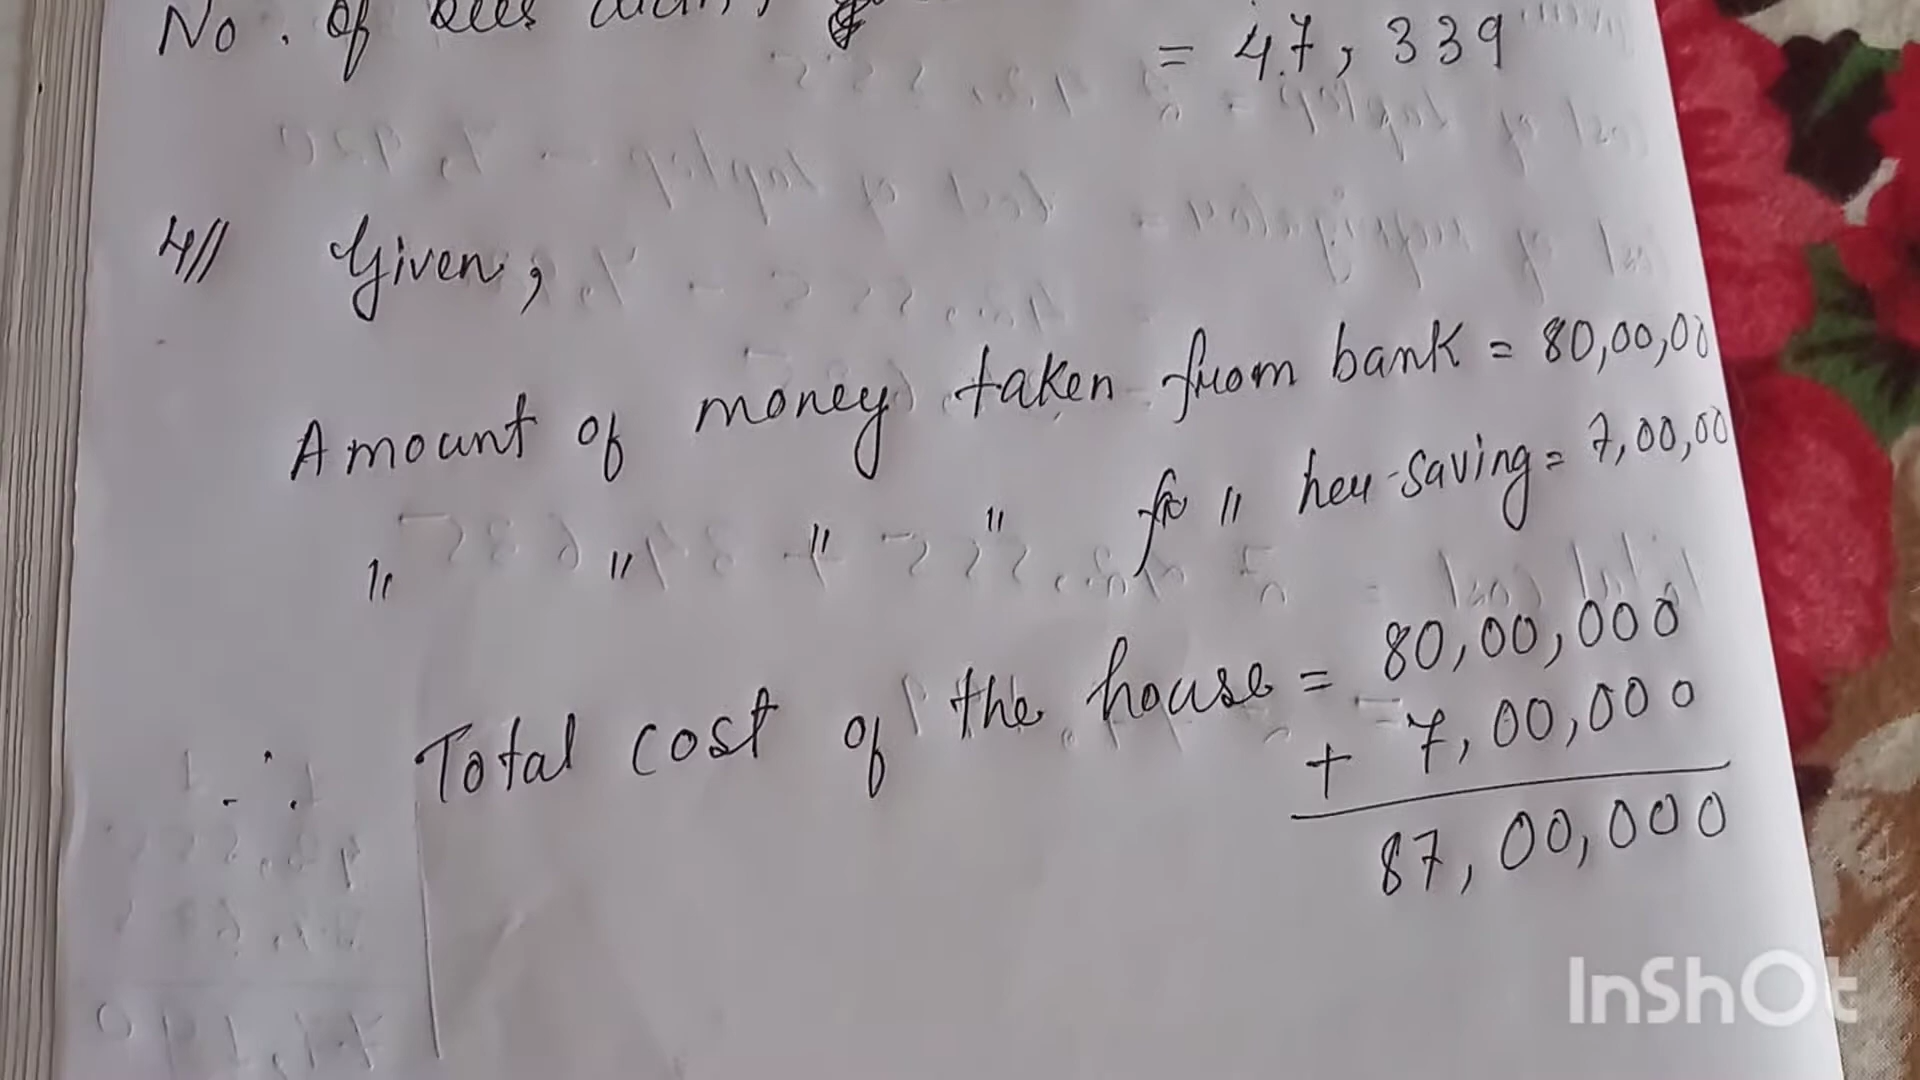 No. of
= 47,339
4// Given,
Amount of money taken from bank = 80,00,00
" " " " fro " her saving = 7,00,00
∴ Total cost of the house = 80,00,000
+ 7,00,000
87,00,000
InShOt